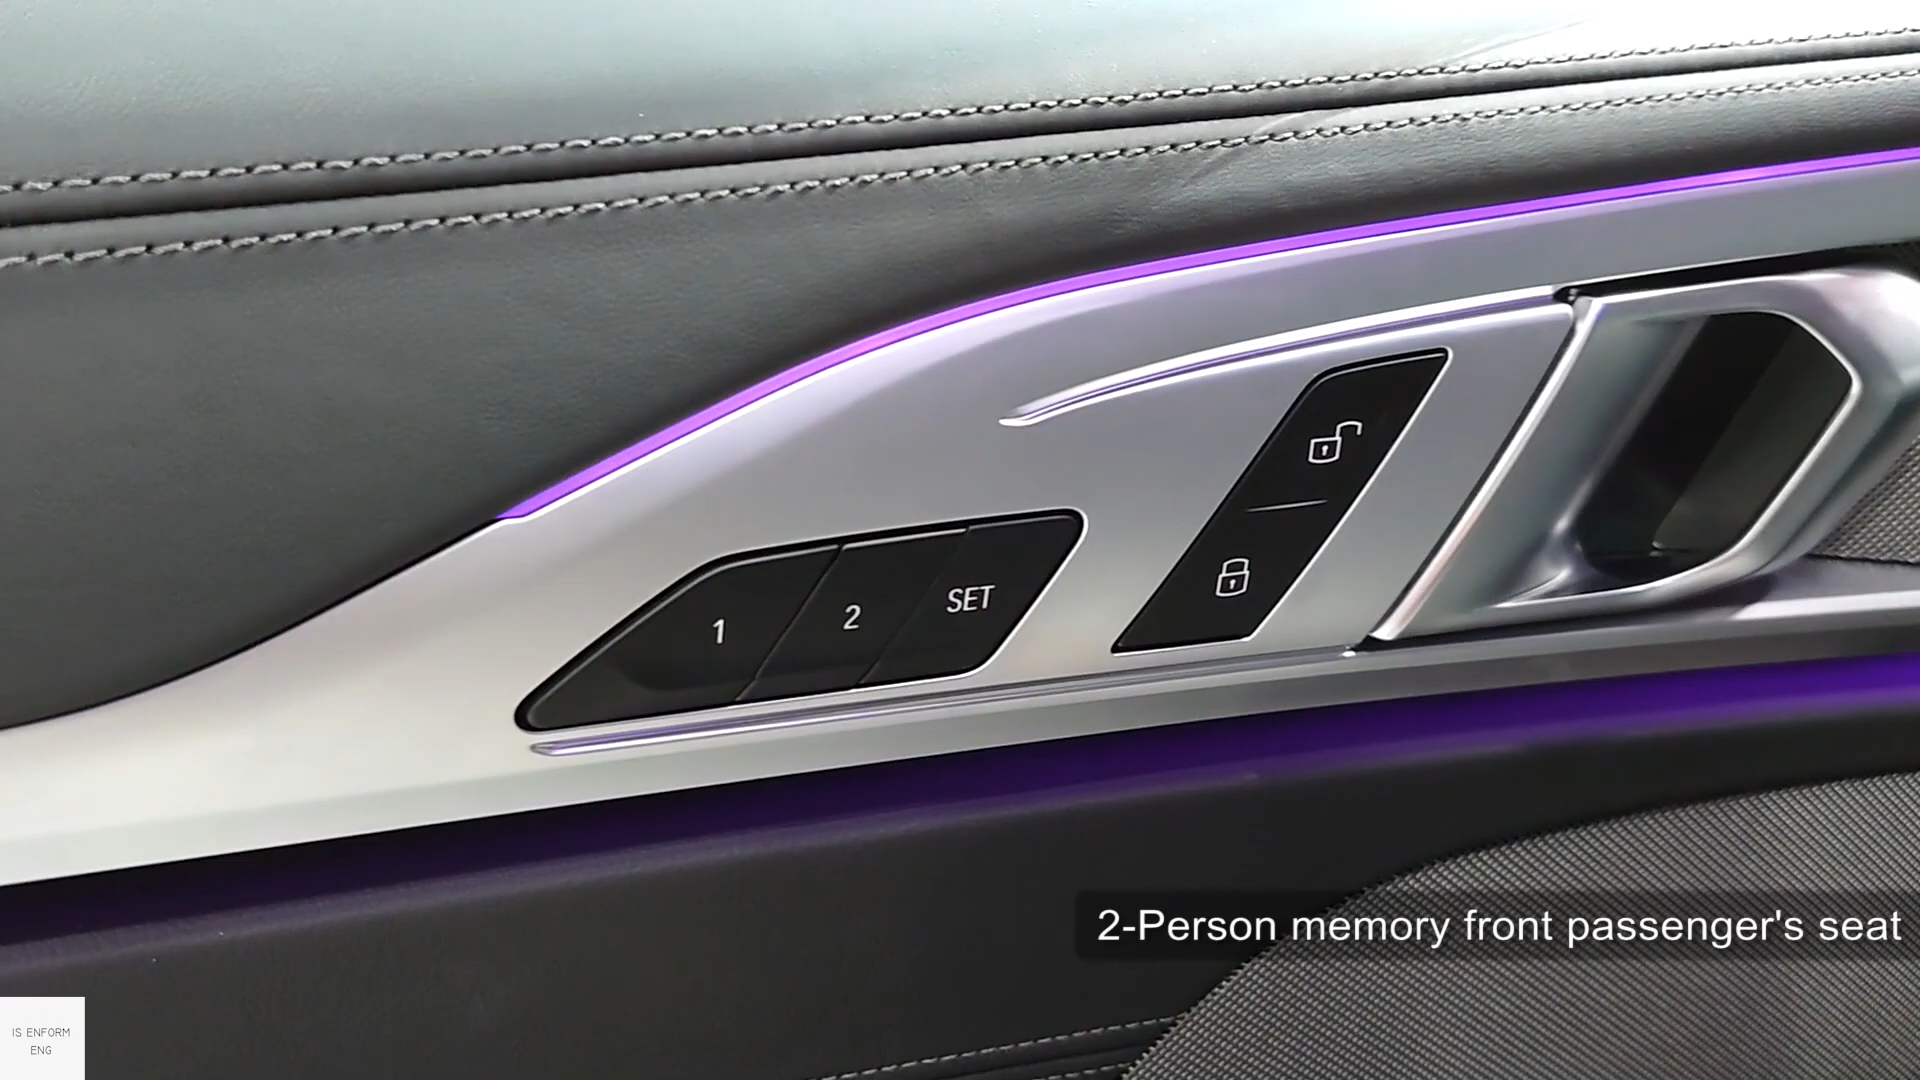 1
2
SET
2-Person memory front passenger's seat
IS ENFORM
ENG